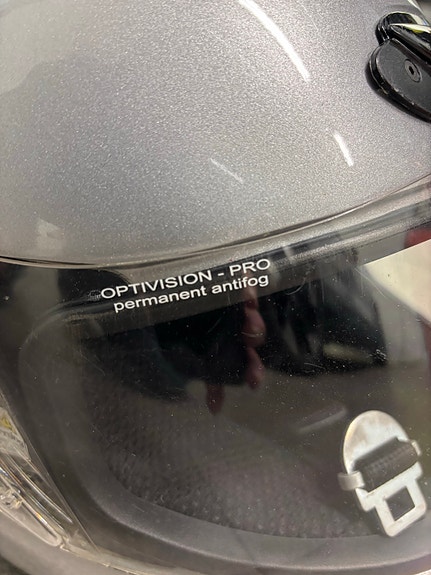 OPTIVISION - PRO
permanent antifog